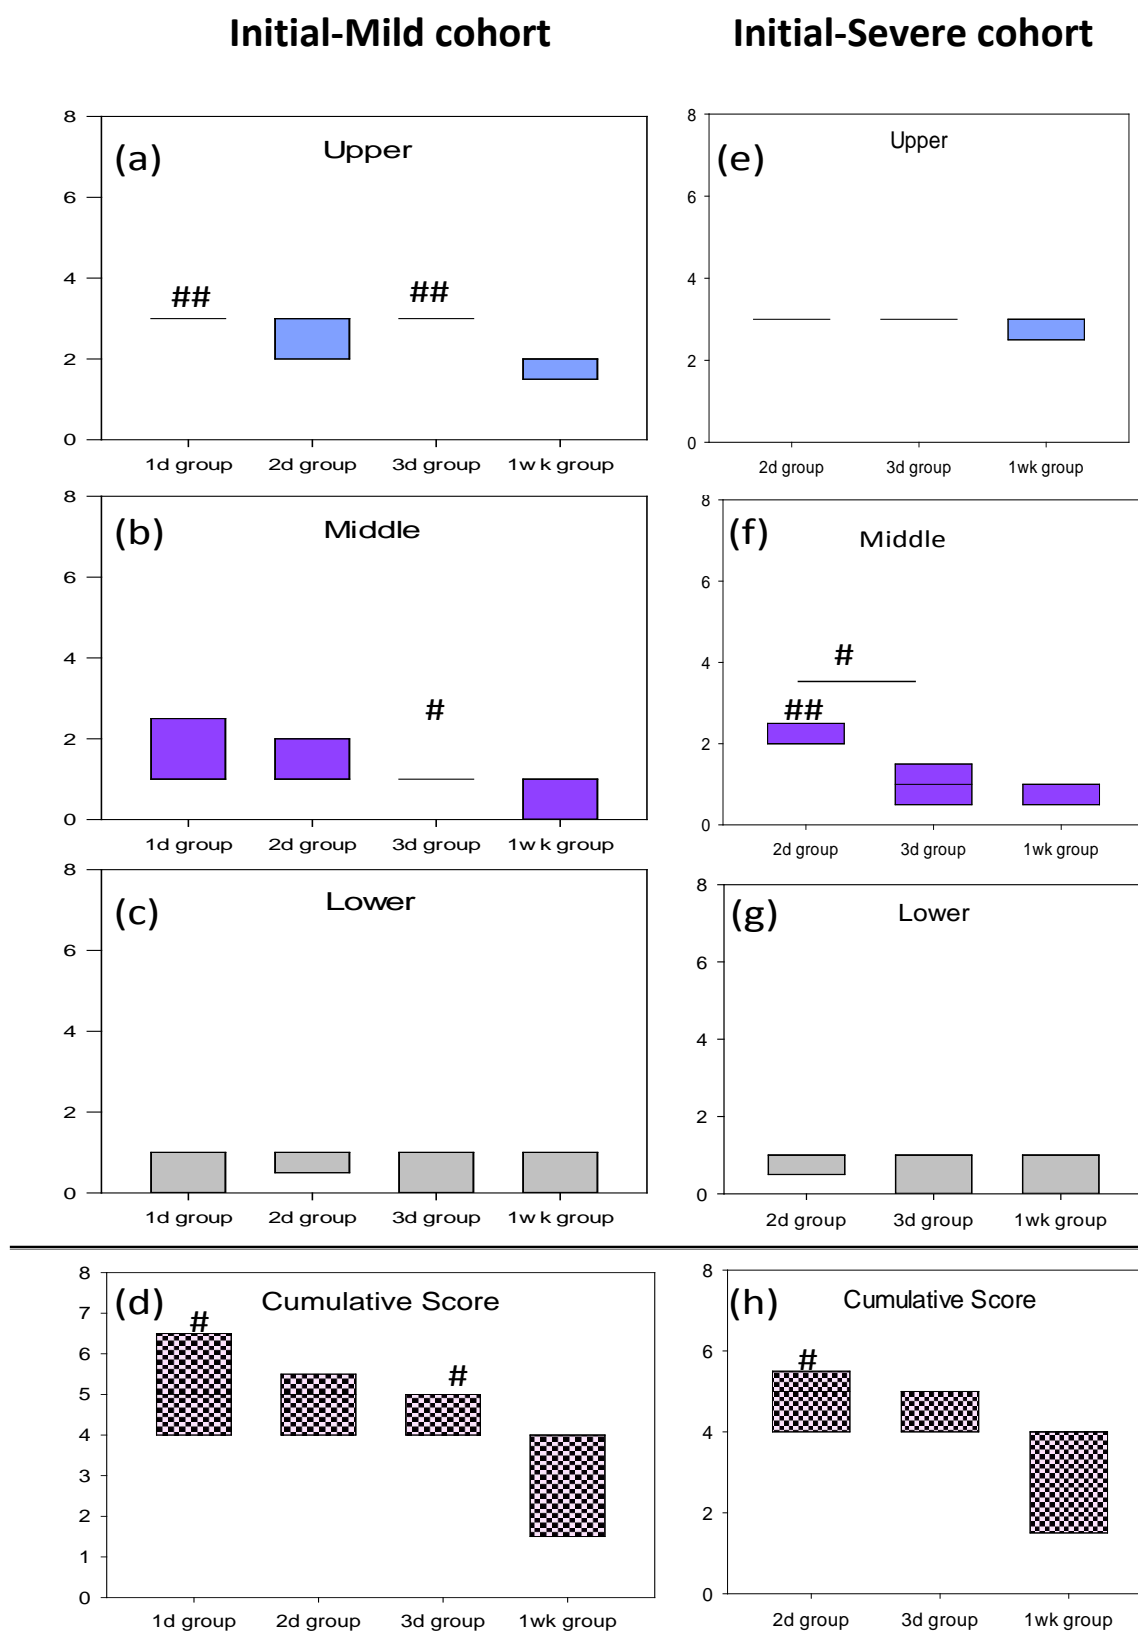 Initial-Mild cohort
Initial-Severe cohort
(a)
Upper
8
6
4
2
0
##
##
1d group 2d group 3d group 1w k group
(b)
Middle
8
6
4
2
0
#
1d group 2d group 3d group 1w k group
(c)
Lower
8
6
4
2
0
1d group 2d group 3d group 1w k group
(d)
Cumulative Score
8
7
6
5
4
3
2
1
0
#
#
1d group 2d group 3d group 1wk group
(e)
Upper
8
6
4
2
0
2d group 3d group 1wk group
(f)
Middle
8
6
4
2
0
#
##
2d group 3d group 1wk group
(g)
Lower
8
6
4
2
0
2d group 3d group 1wk group
(h)
Cumulative Score
8
6
4
2
0
#
2d group 3d group 1wk group